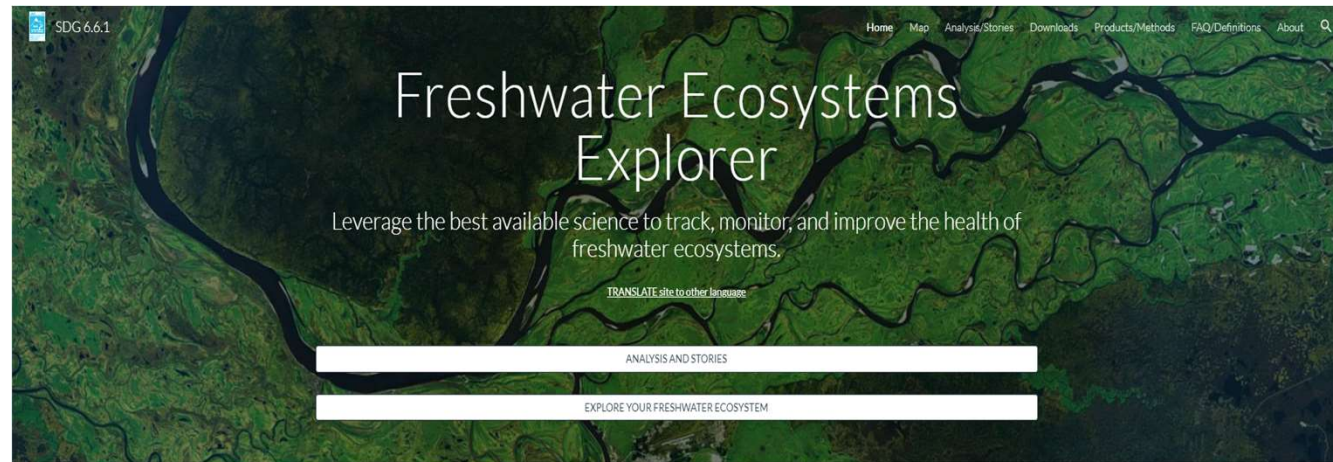 SDG 6.6.1
Home Map Analysis/Stories Downloads Products/Methods FAQ/Definitions About
Freshwater Ecosystems
Explorer
Leverage the best available science to track, monitor, and improve the health of
freshwater ecosystems.
TRANSLATE site to other language
ANALYSIS AND STORIES
EXPLORE YOUR FRESHWATER ECOSYSTEM